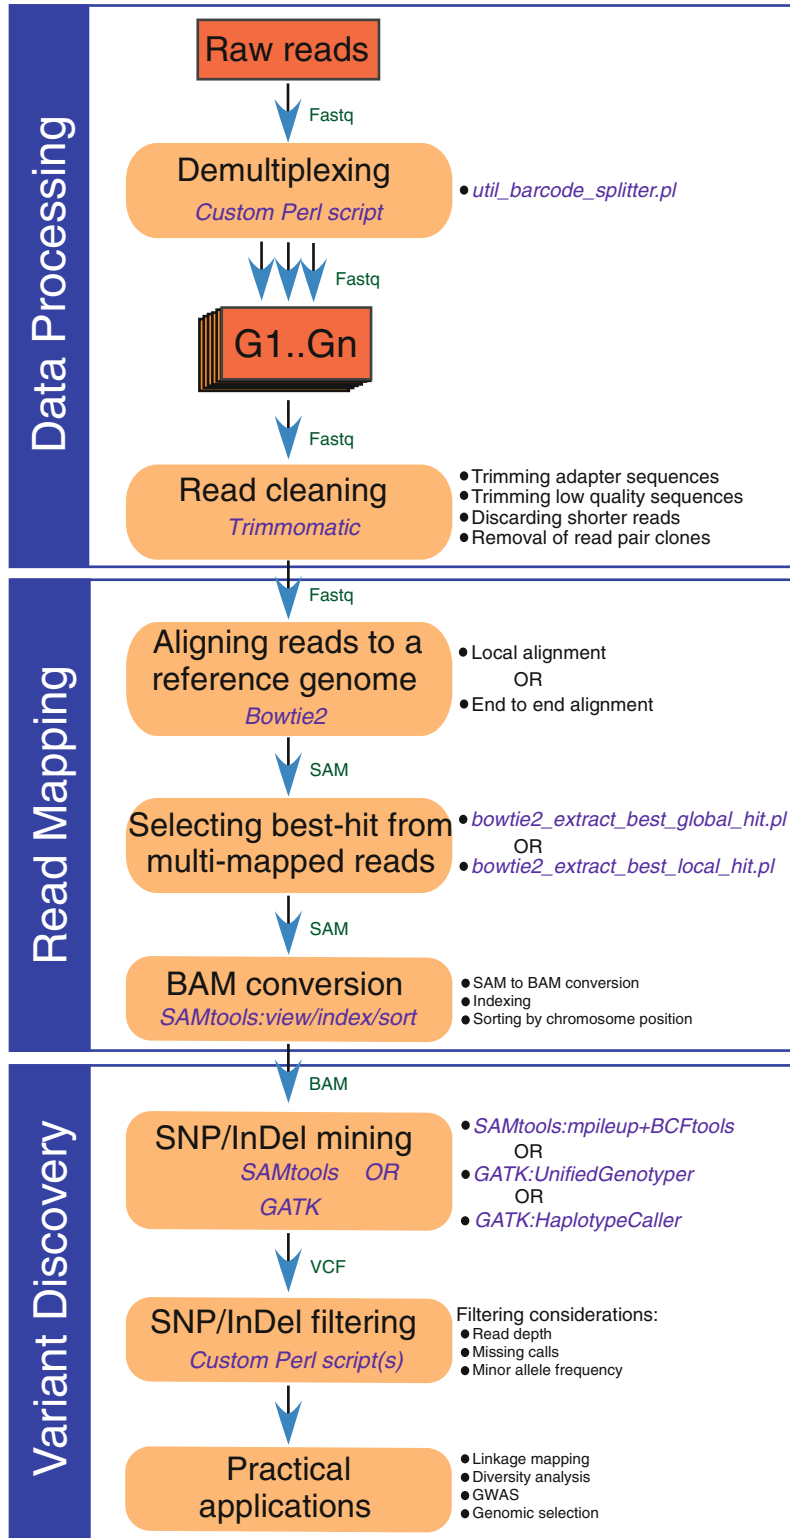 Data Processing
Raw reads
Fastq
Demultiplexing
Custom Perl script
• util_barcode_splitter.pl
Fastq
G1..Gn
Fastq
Read cleaning
Trimmomatic
• Trimming adapter sequences
• Trimming low quality sequences
• Discarding shorter reads
• Removal of read pair clones
Read Mapping
Fastq
Aligning reads to a
reference genome
Bowtie2
• Local alignment
OR
• End to end alignment
SAM
Selecting best-hit from
multi-mapped reads
• bowtie2_extract_best_global_hit.pl
OR
• bowtie2_extract_best_local_hit.pl
SAM
BAM conversion
SAMtools:view/index/sort
• SAM to BAM conversion
• Indexing
• Sorting by chromosome position
Variant Discovery
BAM
SNP/InDel mining
SAMtools OR
GATK
• SAMtools:mpileup+BCFtools
OR
• GATK:UnifiedGenotyper
OR
• GATK:HaplotypeCaller
VCF
SNP/InDel filtering
Custom Perl script(s)
Filtering considerations:
• Read depth
• Missing calls
• Minor allele frequency
Practical
applications
• Linkage mapping
• Diversity analysis
• GWAS
• Genomic selection